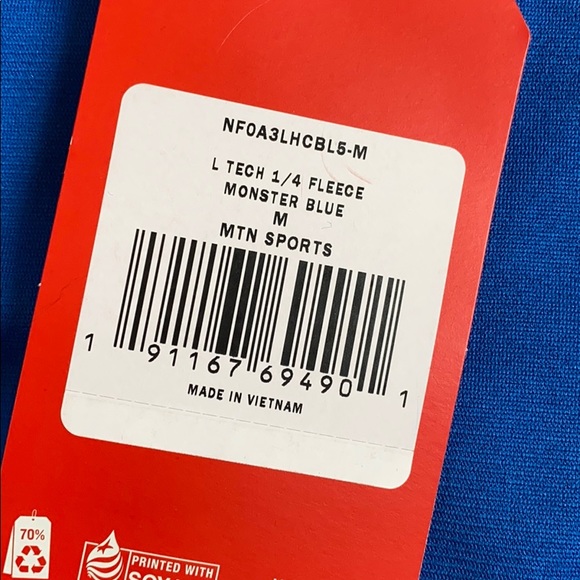 NF0A3LHCBL5-M
L TECH 1/4 FLEECE
MONSTER BLUE
M
MTN SPORTS
1 91167 69490 1
MADE IN VIETNAM
70%
PRINTED WITH